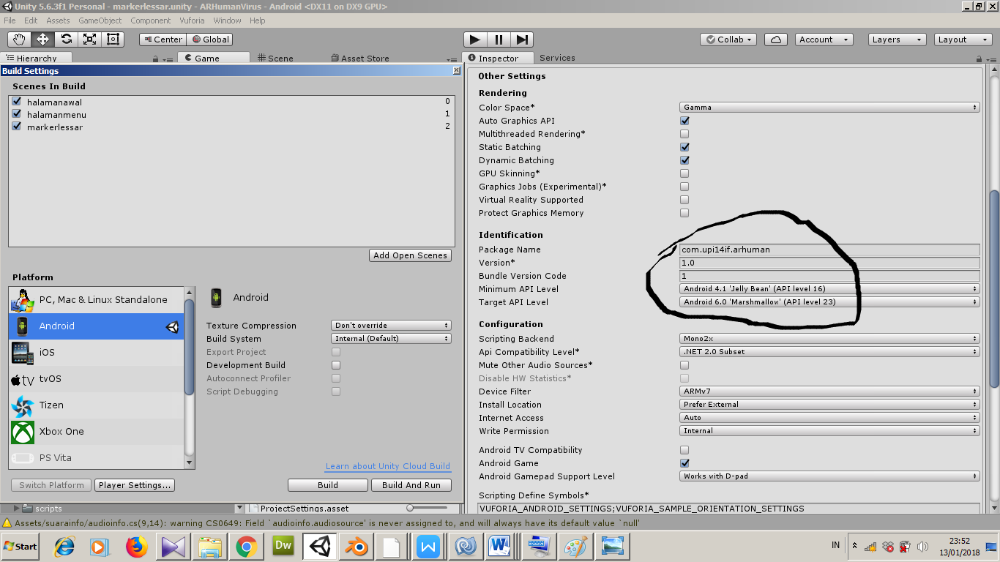 Unity 5.6.3f1 Personal - markerlessar.unity - ARHumanVirus - Android <DX11 on DX9 GPU>
File Edit Assets GameObject Component Vuforia Window Help
Center Global Collab Account Layers Layout
Hierarchy Game Scene Asset Store Inspector Services
Build Settings
Scenes In Build
halamanawal 0
halamanmenu 1
markerlessar 2
Add Open Scenes
Platform
PC, Mac & Linux Standalone
Android
iOS
tv tvOS
Tizen
Xbox One
PS Vita
Android
Texture Compression Don't override
Build System Internal (Default)
Export Project
Development Build
Autoconnect Profiler
Script Debugging
Learn about Unity Cloud Build
Switch Platform Player Settings... Build Build And Run
scripts ProjectSettings.asset
Other Settings
Rendering
Color Space* Gamma
Auto Graphics API
Multithreaded Rendering*
Static Batching
Dynamic Batching
GPU Skinning*
Graphics Jobs (Experimental)*
Virtual Reality Supported
Protect Graphics Memory
Identification
Package Name com.upi14if.arhuman
Version* 1.0
Bundle Version Code 1
Minimum API Level Android 4.1 'Jelly Bean' (API level 16)
Target API Level Android 6.0 'Marshmallow' (API level 23)
Configuration
Scripting Backend Mono2x
Api Compatibility Level* .NET 2.0 Subset
Mute Other Audio Sources*
Disable HW Statistics*
Device Filter ARMv7
Install Location Prefer External
Internet Access Auto
Write Permission Internal
Android TV Compatibility
Android Game
Android Gamepad Support Level Works with D-pad
Scripting Define Symbols*
VUFORIA_ANDROID_SETTINGS;VUFORIA_SAMPLE_ORIENTATION_SETTINGS
Assets/suarainfo/audioinfo.cs(9,14): warning CS0649: Field `audioinfo.audiosource' is never assigned to, and will always have its default value `null'
Start Dw W W IN 23:52
13/01/2018